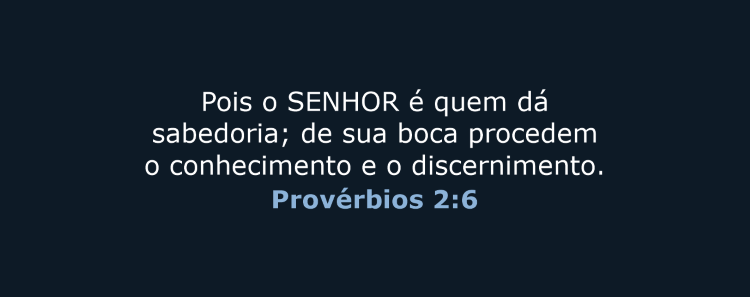 Pois o SENHOR é quem dá
sabedoria; de sua boca procedem
o conhecimento e o discernimento.
Provérbios 2:6